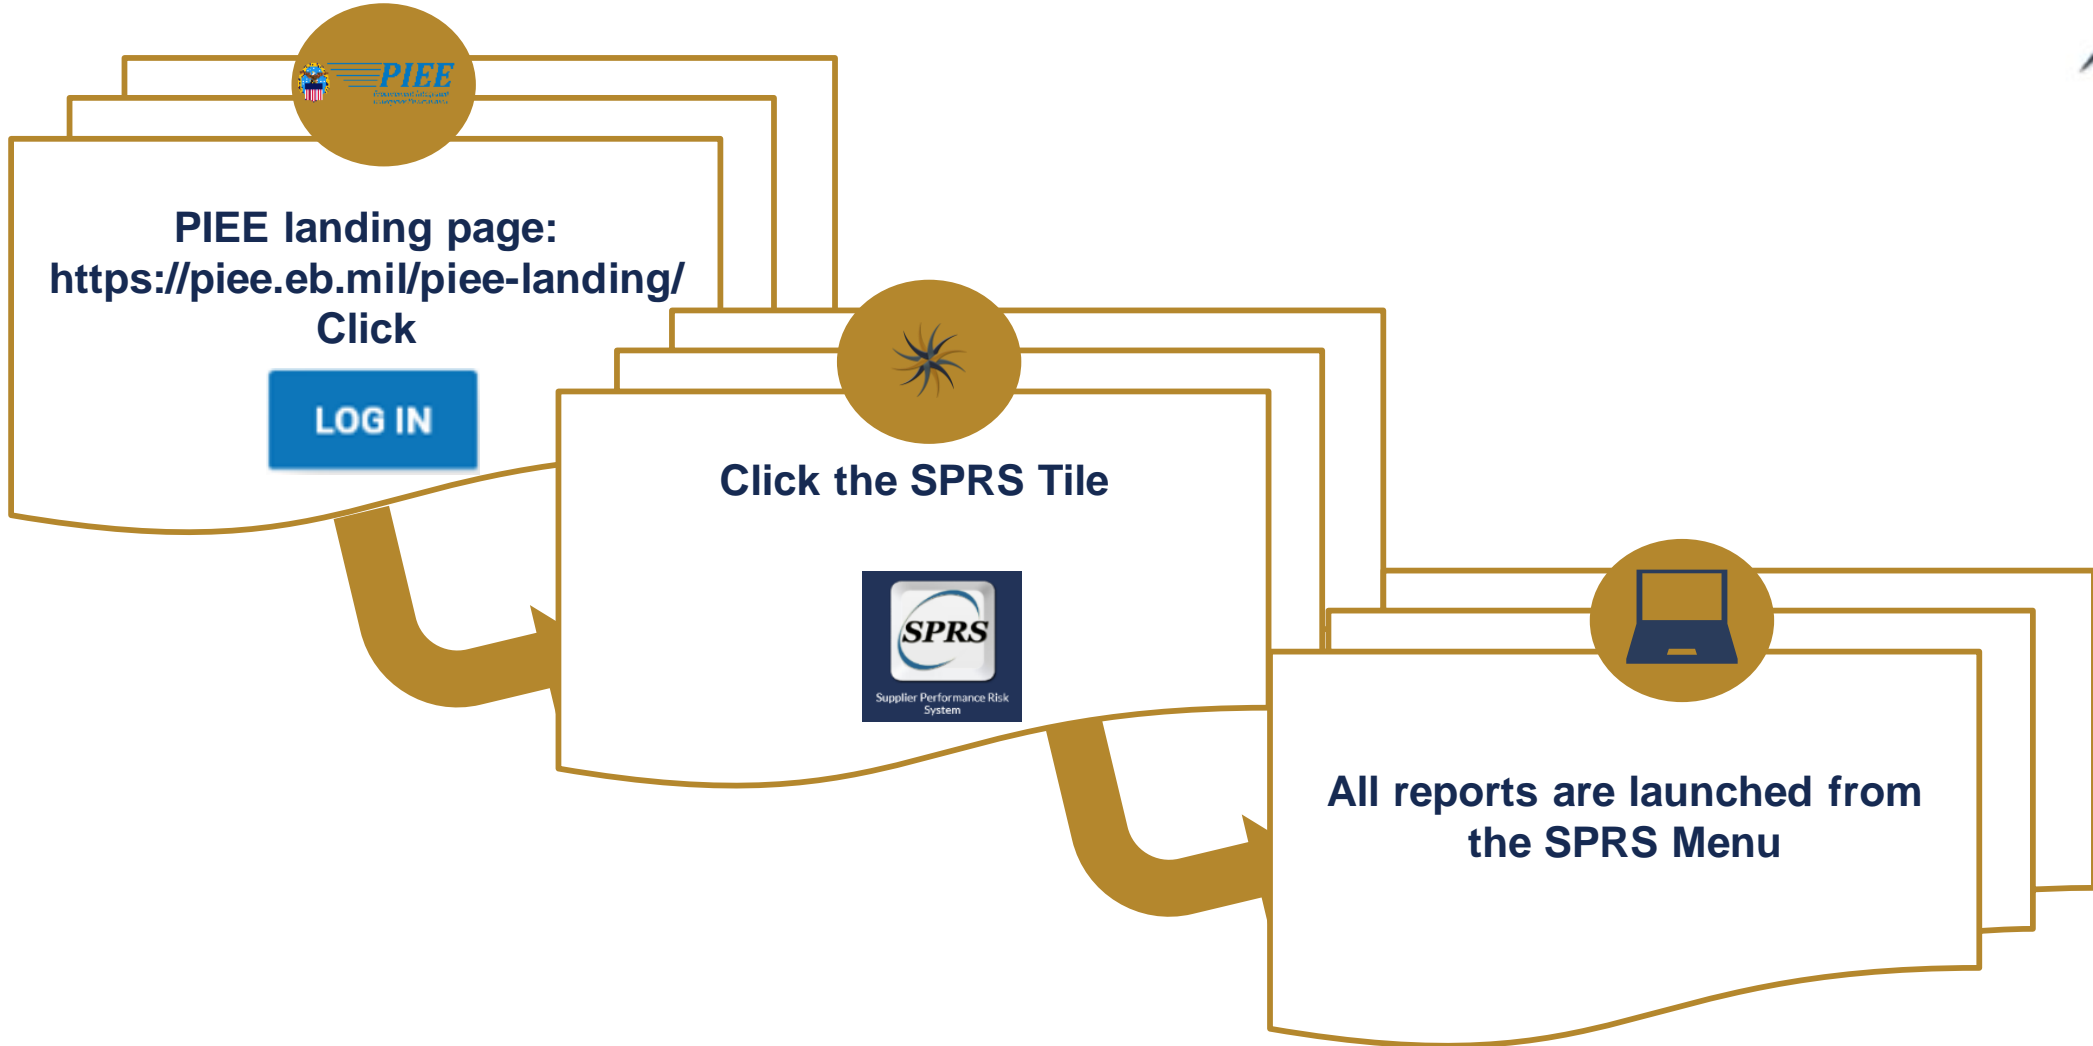 PIEE
PIEE landing page:
https://piee.eb.mil/piee-landing/
Click
LOG IN
Click the SPRS Tile
SPRS
Supplier Performance Risk
System
All reports are launched from
the SPRS Menu